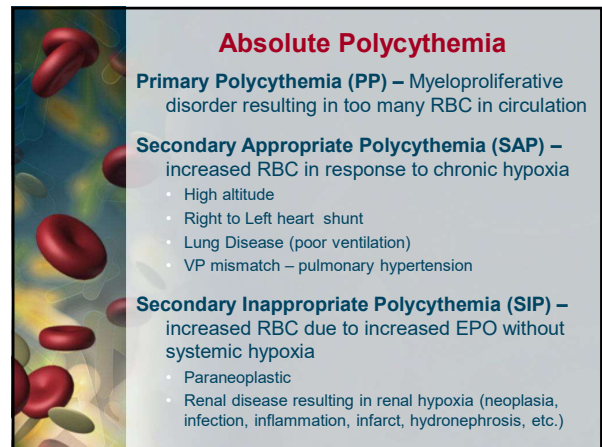 Absolute Polycythemia
Primary Polycythemia (PP) – Myeloproliferative
disorder resulting in too many RBC in circulation
Secondary Appropriate Polycythemia (SAP) –
increased RBC in response to chronic hypoxia
• High altitude
• Right to Left heart shunt
• Lung Disease (poor ventilation)
• VP mismatch – pulmonary hypertension
Secondary Inappropriate Polycythemia (SIP) –
increased RBC due to increased EPO without
systemic hypoxia
• Paraneoplastic
• Renal disease resulting in renal hypoxia (neoplasia,
infection, inflammation, infarct, hydronephrosis, etc.)